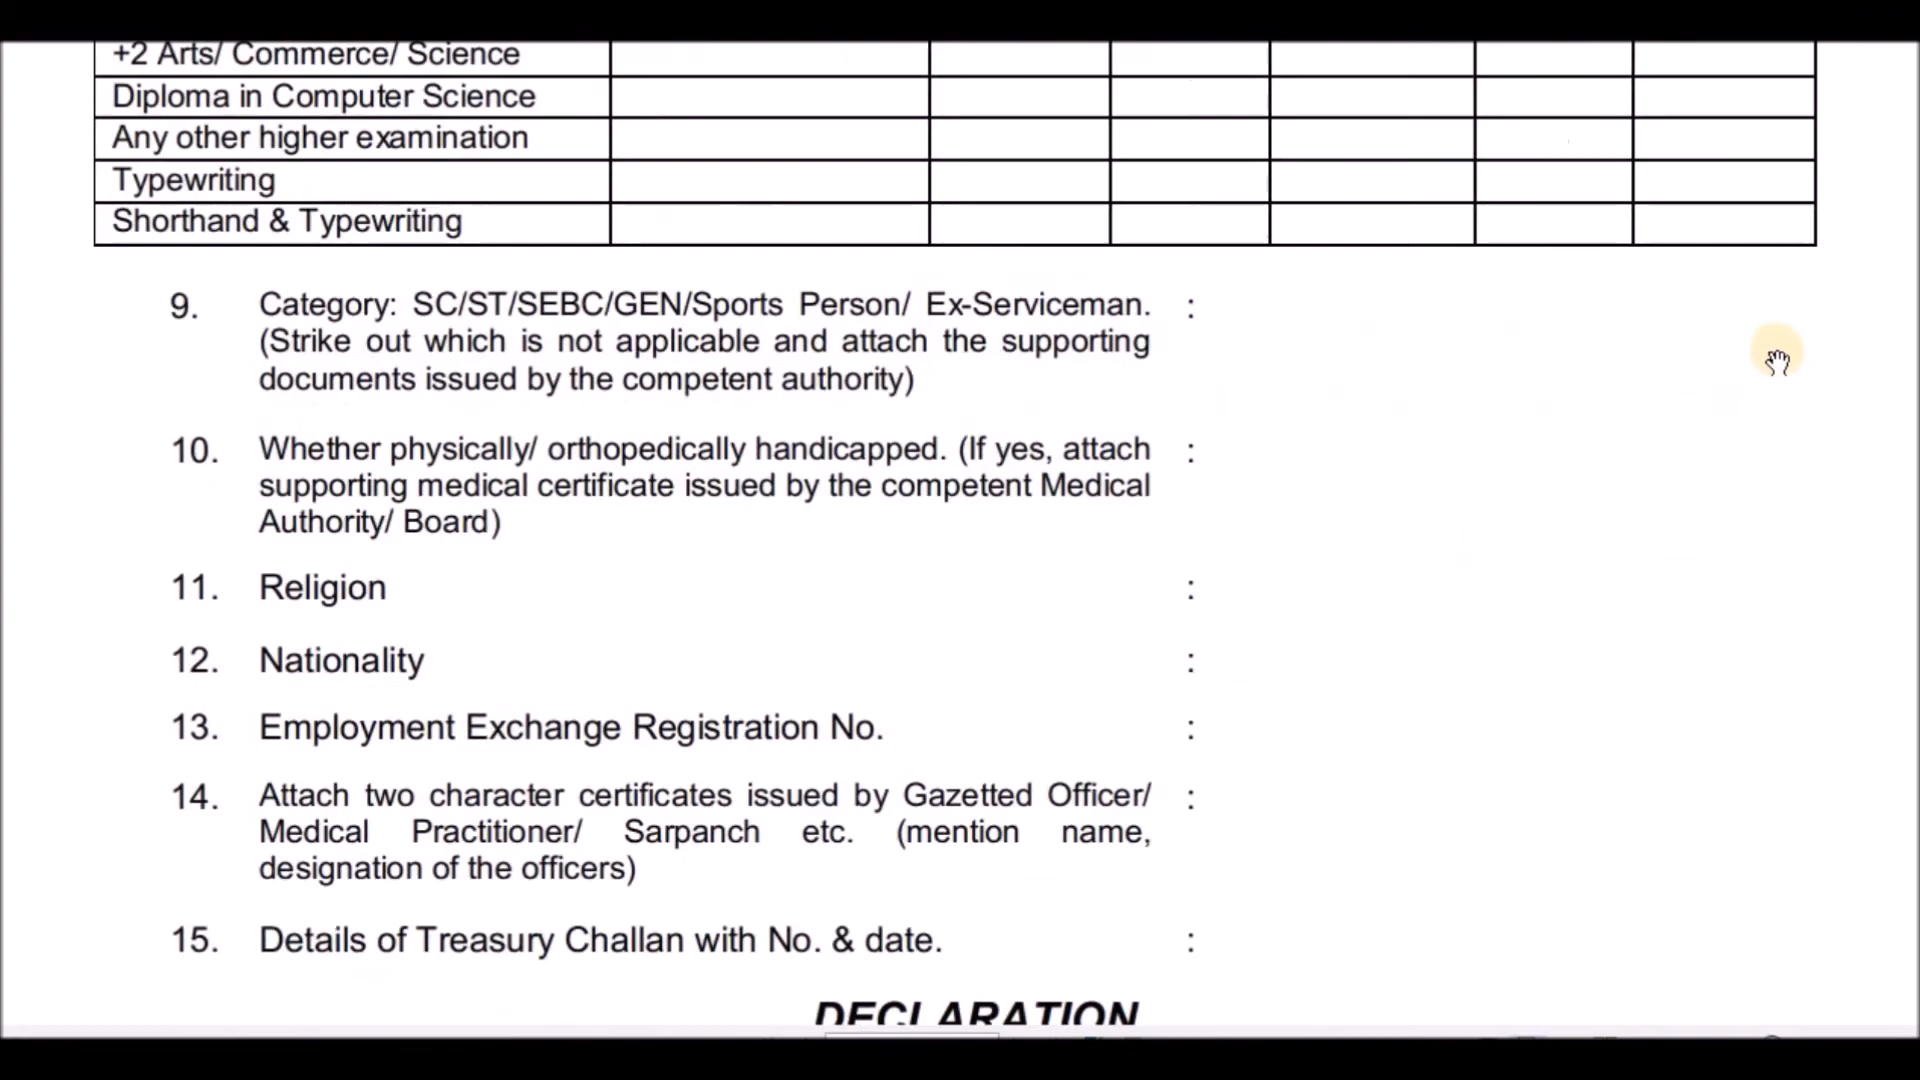 +2 Arts/ Commerce/ Science
Diploma in Computer Science
Any other higher examination
Typewriting
Shorthand & Typewriting
9. Category: SC/ST/SEBC/GEN/Sports Person/ Ex-Serviceman. :
(Strike out which is not applicable and attach the supporting
documents issued by the competent authority)
10. Whether physically/ orthopedically handicapped. (If yes, attach :
supporting medical certificate issued by the competent Medical
Authority/ Board)
11. Religion :
12. Nationality :
13. Employment Exchange Registration No. :
14. Attach two character certificates issued by Gazetted Officer/ :
Medical Practitioner/ Sarpanch etc. (mention name,
designation of the officers)
15. Details of Treasury Challan with No. & date. :
DECLARATION